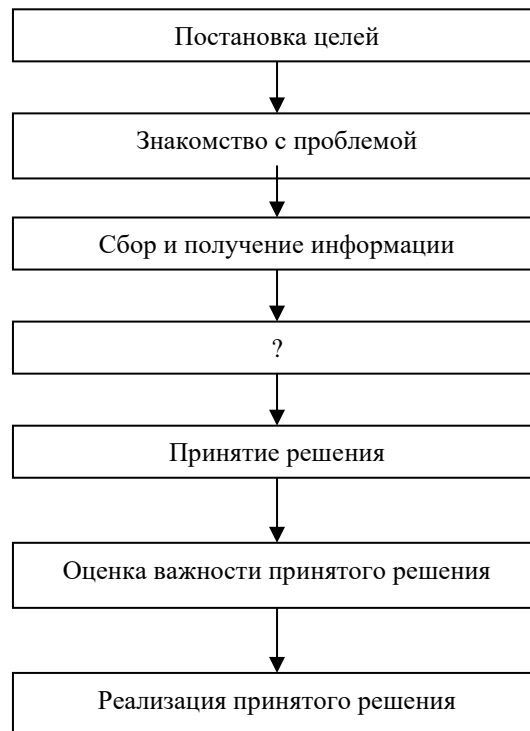 Постановка целей
Знакомство с проблемой
Сбор и получение информации
?
Принятие решения
Оценка важности принятого решения
Реализация принятого решения